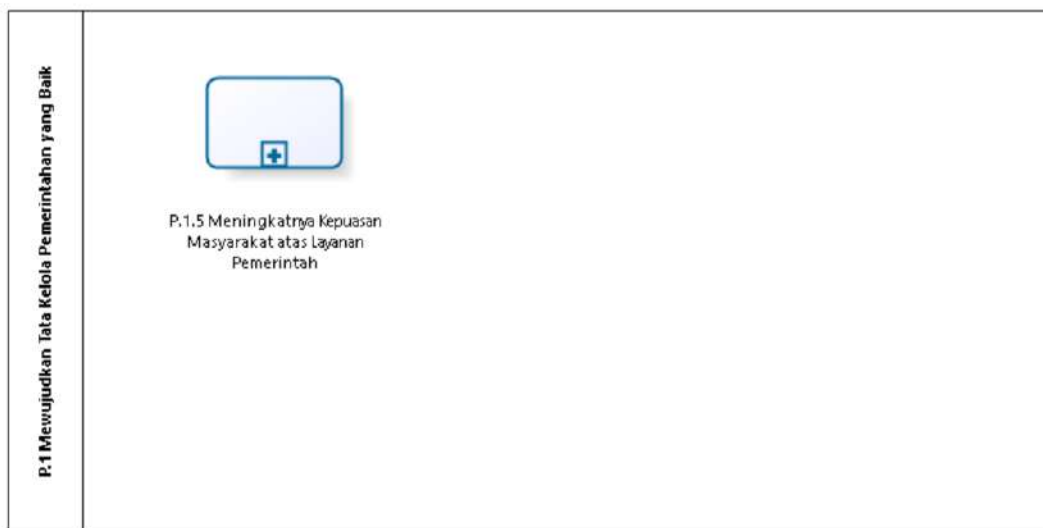 P.1 Mewujudkan Tata Kelola Pemerintahan yang Baik
P.1.5 Meningkatnya Kepuasan
Masyarakat atas Layanan
Pemerintah